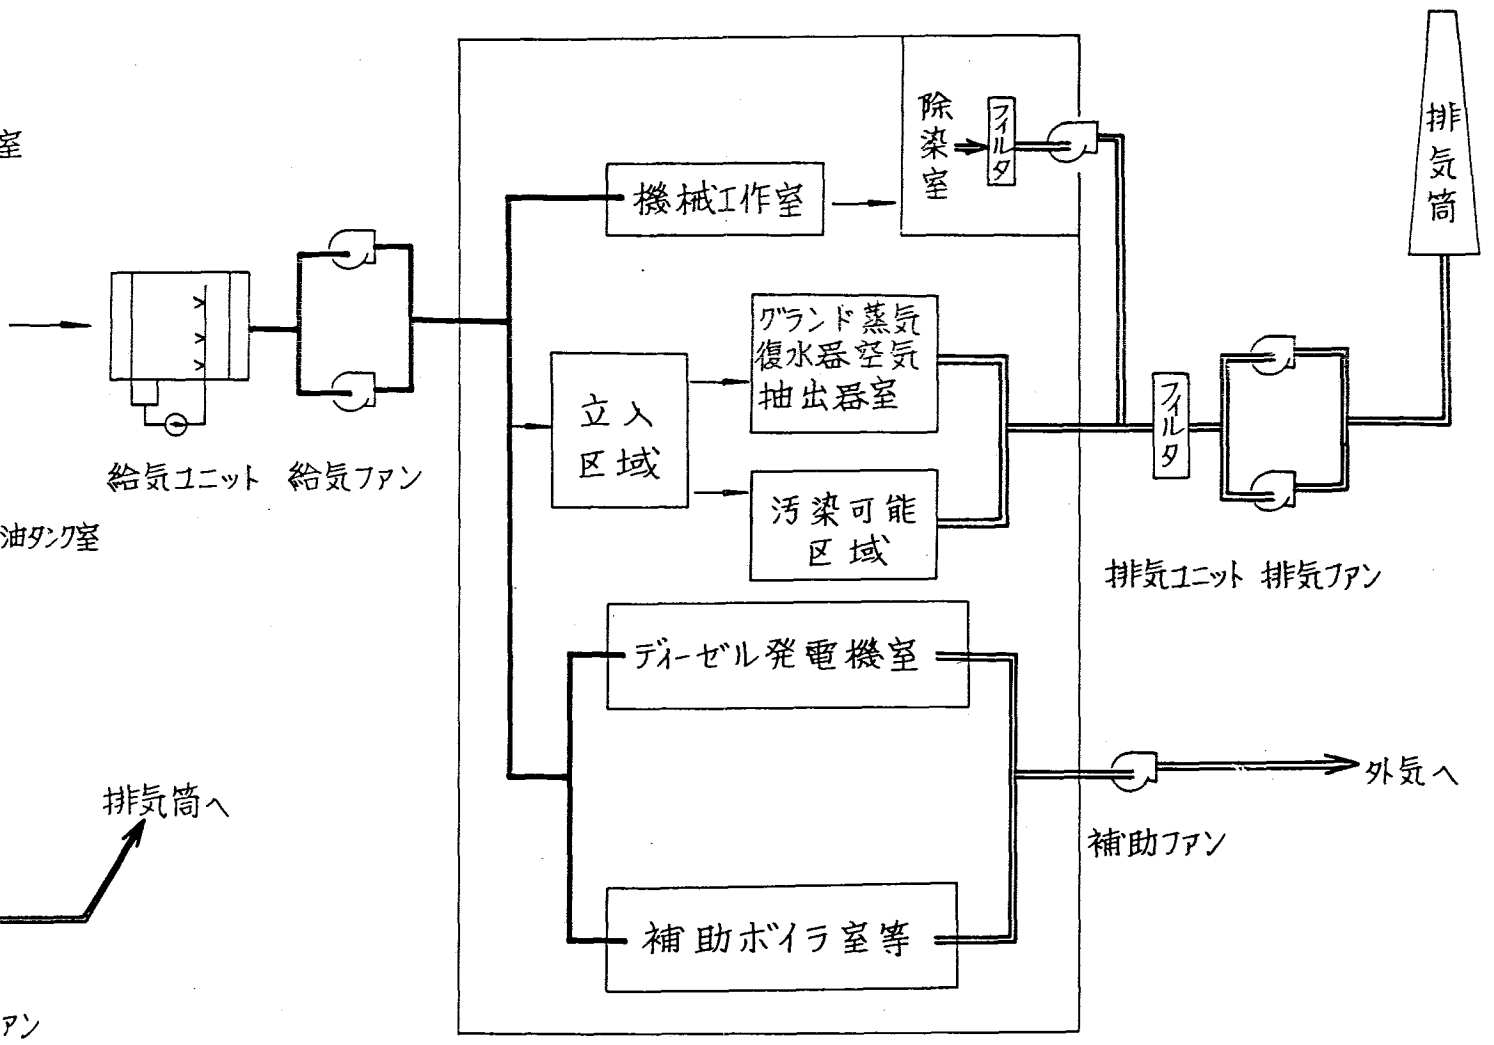 室
油タンク室
排気筒へ
アン
給気ユニット
給気ファン
機械工作室
除染室
フィルタ
立入
区域
グランド蒸気
復水器空気
抽出器室
汚染可能
区域
ディーゼル発電機室
補助ボイラ室等
フィルタ
排気ユニット
排気ファン
排気筒
外気へ
補助ファン